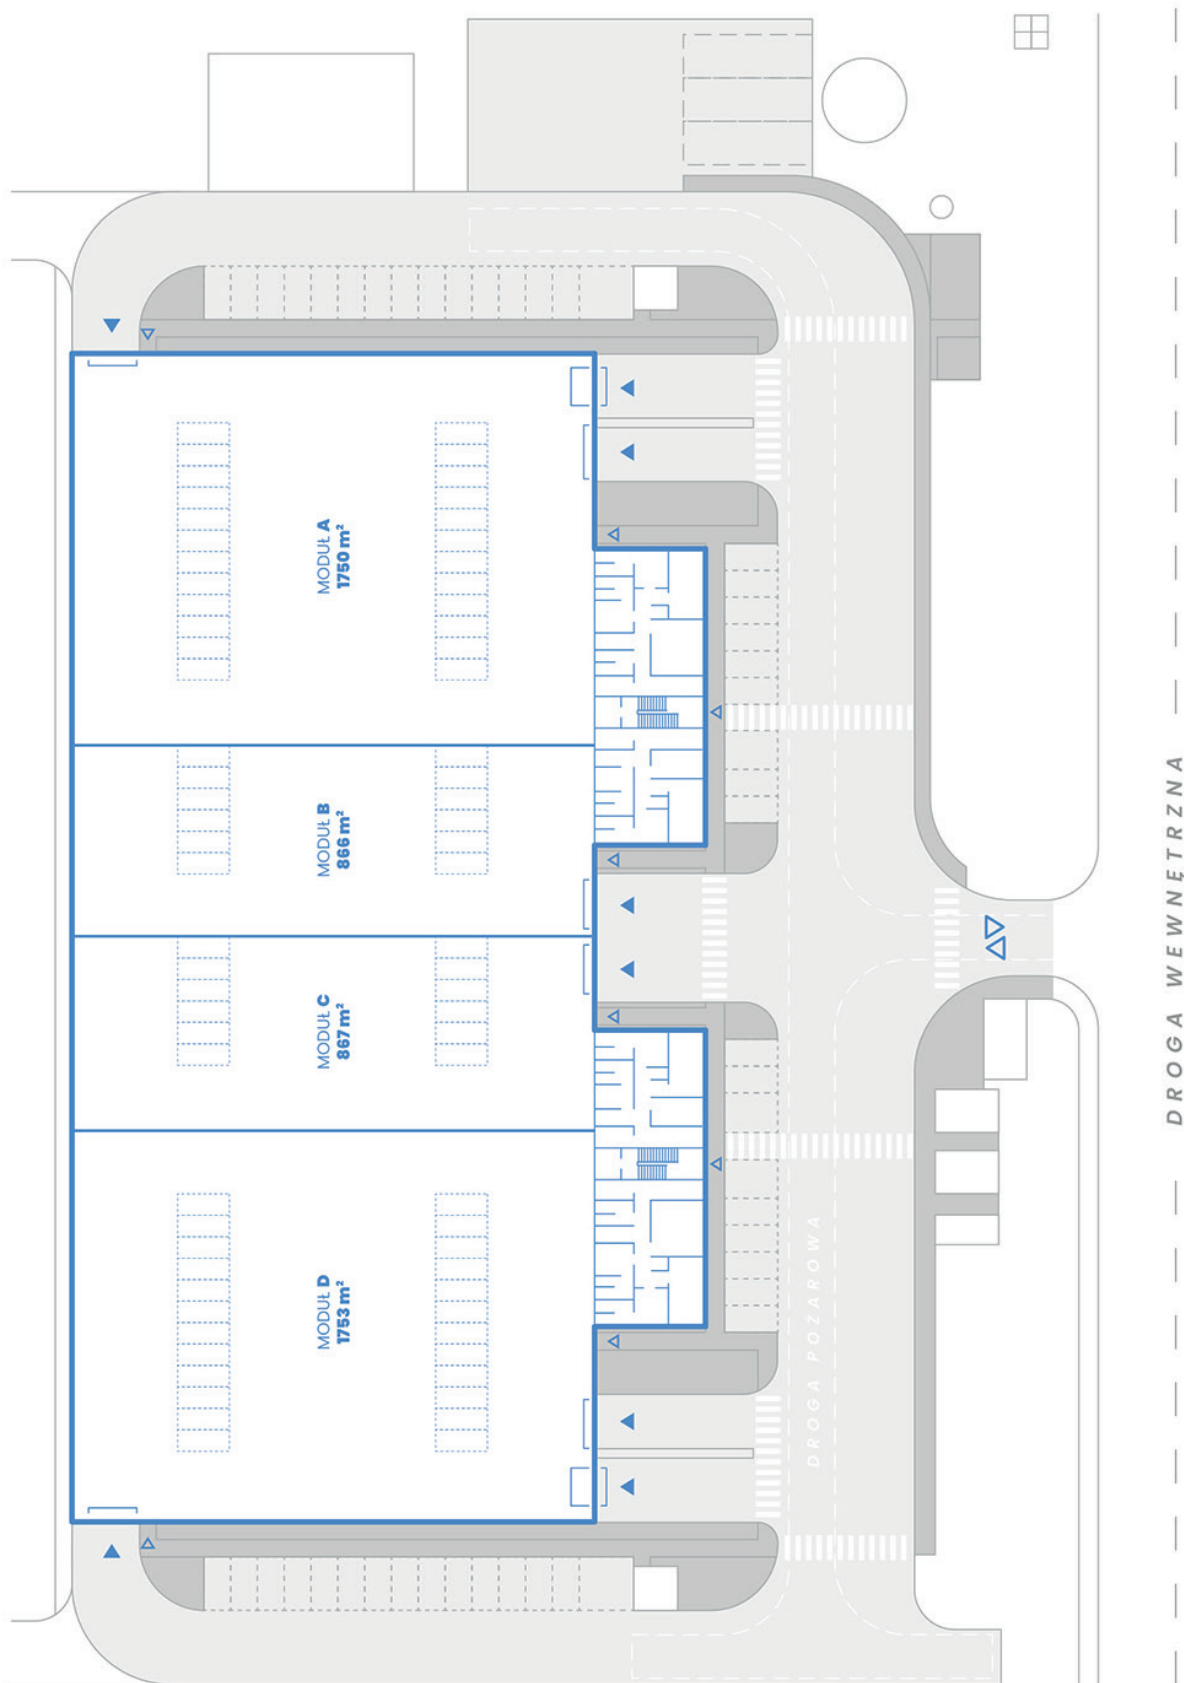 MODUŁ A
1750 m²
MODUŁ B
866 m²
MODUŁ C
867 m²
MODUŁ D
1753 m²
DROGA POŻAROWA
DROGA WEWNĘTRZNA